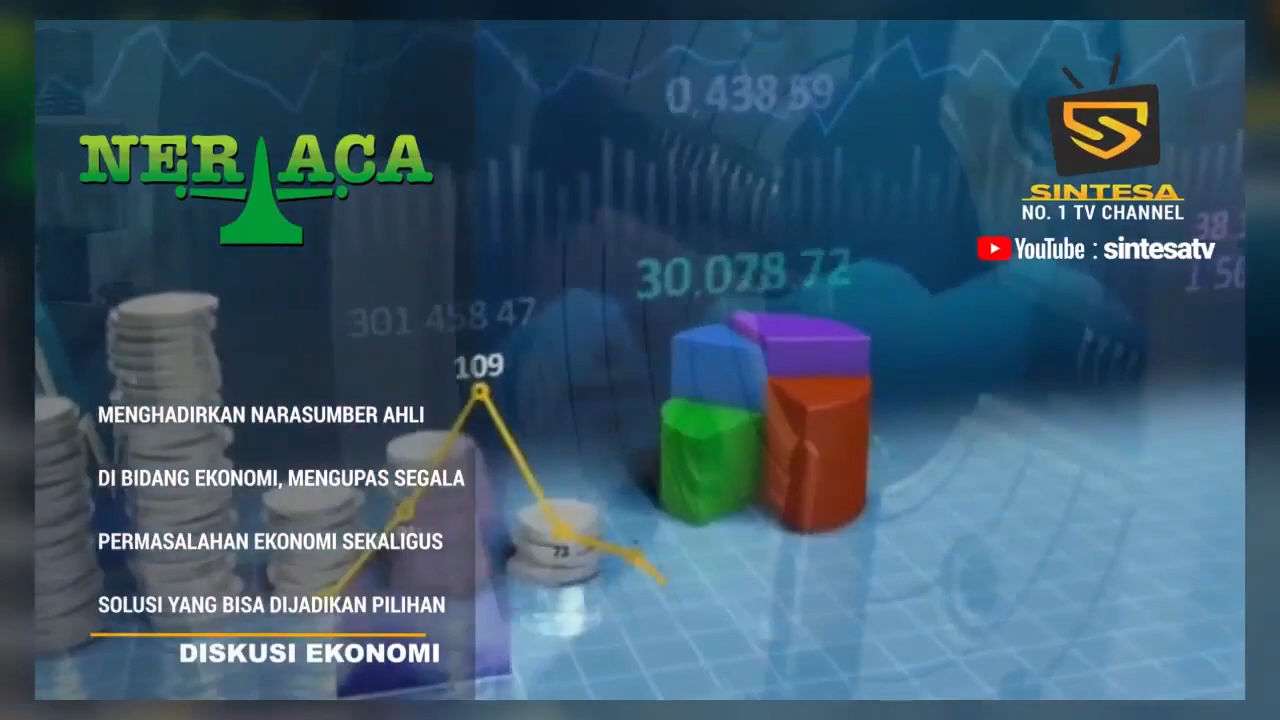 0.438 59
NERACA
SINTESA
NO. 1 TV CHANNEL
YouTube : sintesatv
30.078 72
301 458 47
109
MENGHADIRKAN NARASUMBER AHLI
DI BIDANG EKONOMI, MENGUPAS SEGALA
PERMASALAHAN EKONOMI SEKALIGUS
73
SOLUSI YANG BISA DIJADIKAN PILIHAN
DISKUSI EKONOMI